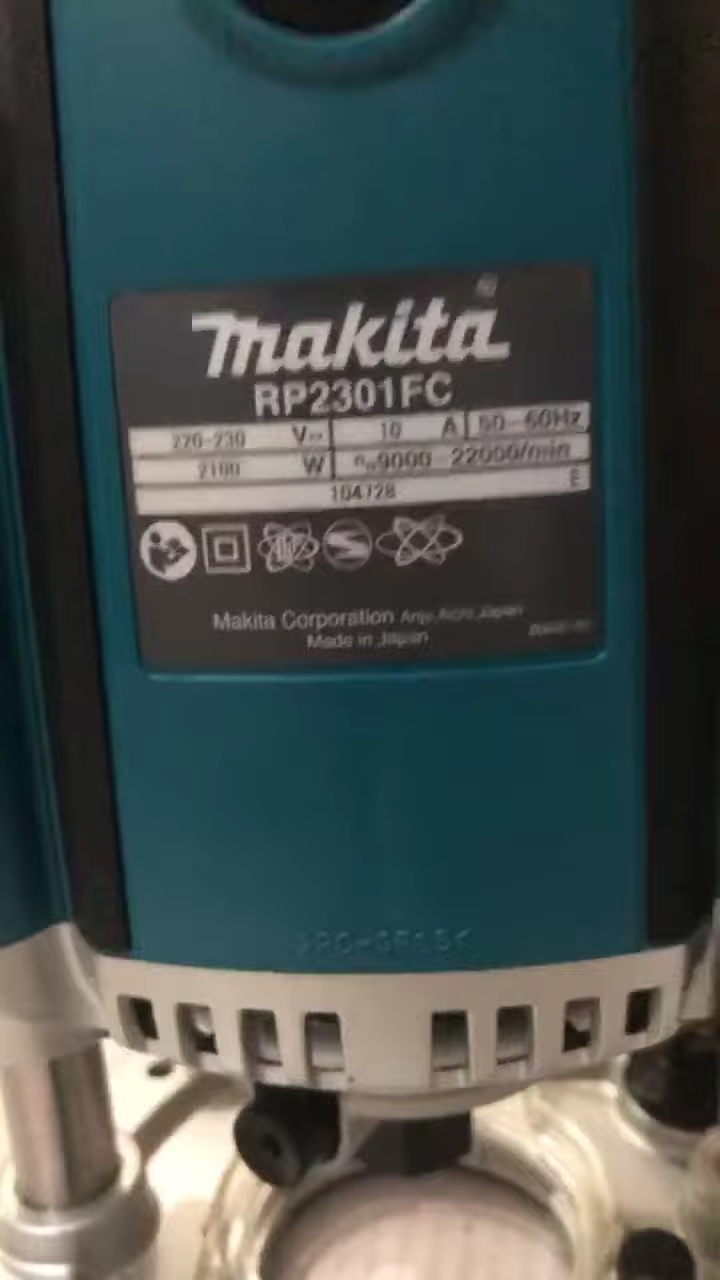 makita
RP2301FC
220-230 V~ 10 A 50-60Hz
2100 W n₀ 9000-22000/min
104728 E
Makita Corporation Anjo, Aichi, Japan
Made in Japan